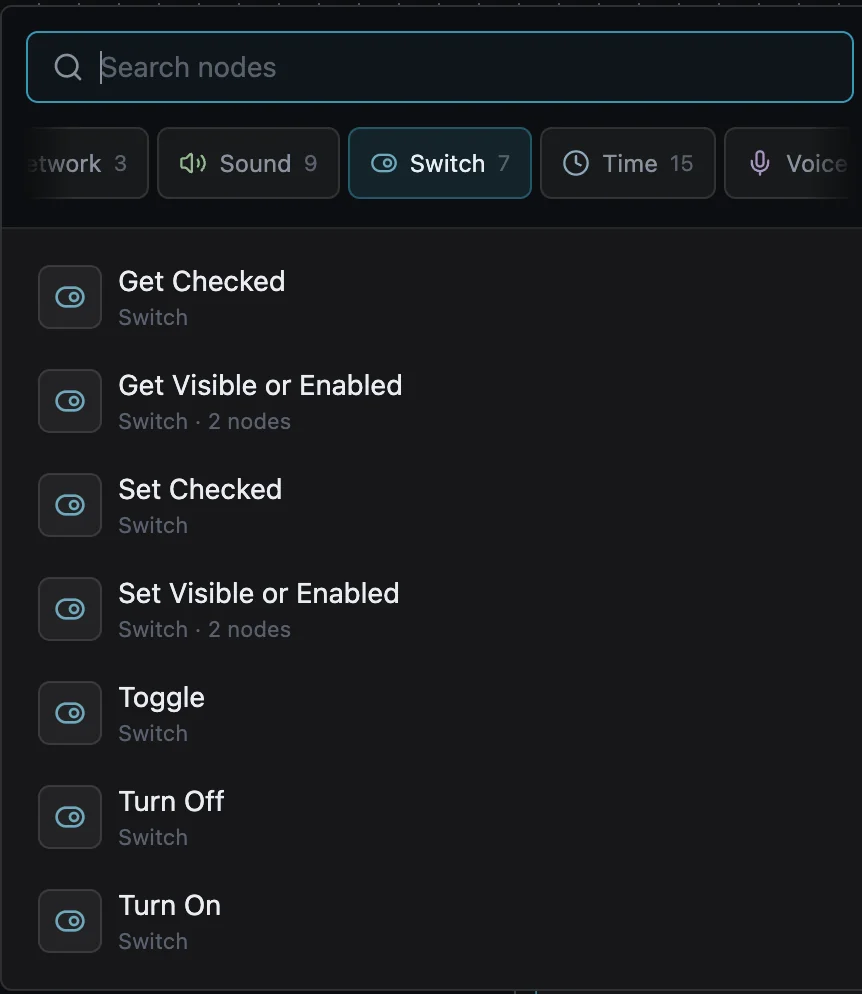 Search nodes
etwork 3
Sound 9
Switch 7
Time 15
Voice
Get Checked
Switch
Get Visible or Enabled
Switch · 2 nodes
Set Checked
Switch
Set Visible or Enabled
Switch · 2 nodes
Toggle
Switch
Turn Off
Switch
Turn On
Switch